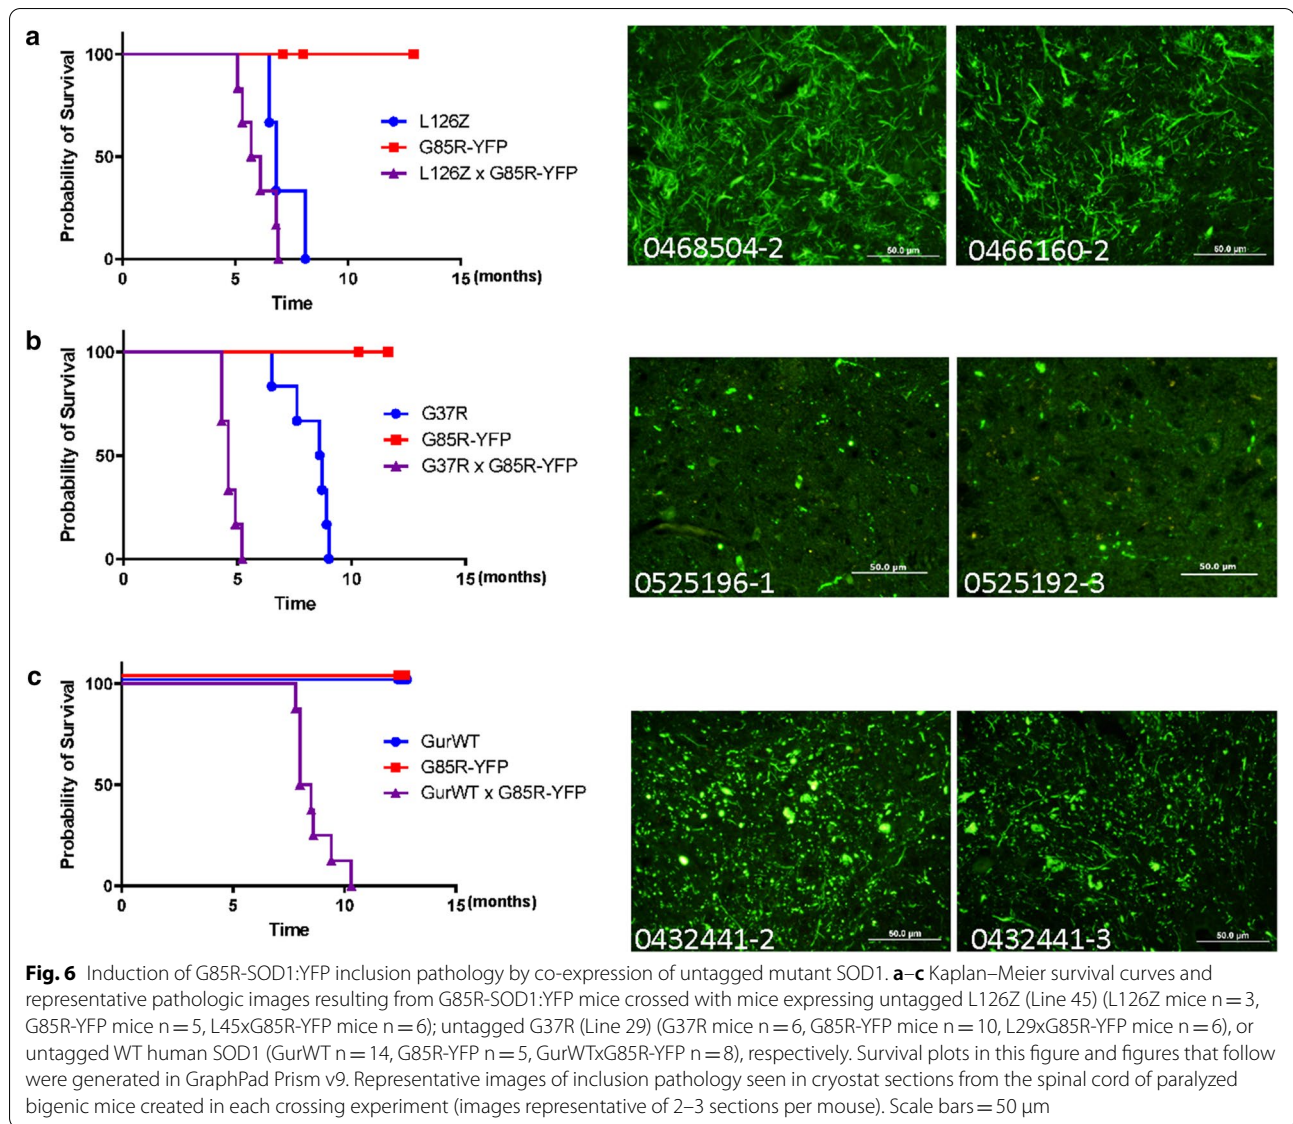 a
100
50
0
0
5
10
15 (months)
Probability of Survival
Time
L126Z
G85R-YFP
L126Z x G85R-YFP
0468504-2
50.0 µm
0466160-2
50.0 µm
b
100
50
0
0
5
10
15 (months)
Probability of Survival
Time
G37R
G85R-YFP
G37R x G85R-YFP
0525196-1
50.0 µm
0525192-3
50.0 µm
c
100
50
0
0
5
10
15 (months)
Probability of Survival
Time
GurWT
G85R-YFP
GurWT x G85R-YFP
0432441-2
50.0 µm
0432441-3
50.0 µm
Fig. 6 Induction of G85R-SOD1:YFP inclusion pathology by co-expression of untagged mutant SOD1. a–c Kaplan–Meier survival curves and
representative pathologic images resulting from G85R-SOD1:YFP mice crossed with mice expressing untagged L126Z (Line 45) (L126Z mice n = 3,
G85R-YFP mice n = 5, L45xG85R-YFP mice n = 6); untagged G37R (Line 29) (G37R mice n = 6, G85R-YFP mice n = 10, L29xG85R-YFP mice n = 6), or
untagged WT human SOD1 (GurWT n = 14, G85R-YFP n = 5, GurWTxG85R-YFP n = 8), respectively. Survival plots in this figure and figures that follow
were generated in GraphPad Prism v9. Representative images of inclusion pathology seen in cryostat sections from the spinal cord of paralyzed
bigenic mice created in each crossing experiment (images representative of 2–3 sections per mouse). Scale bars = 50 µm